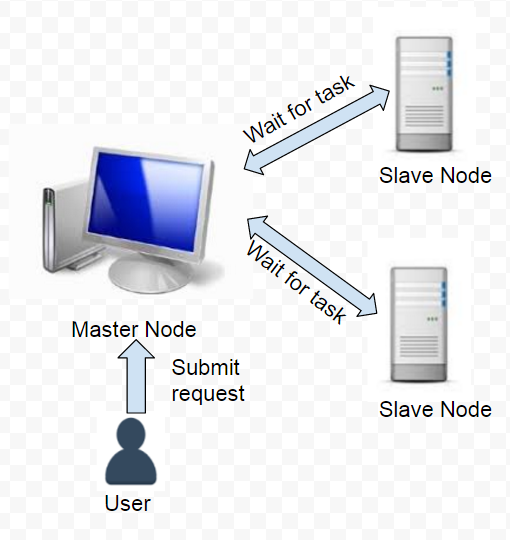 Wait for task
Slave Node
Wait for task
Master Node
Submit
request
Slave Node
User